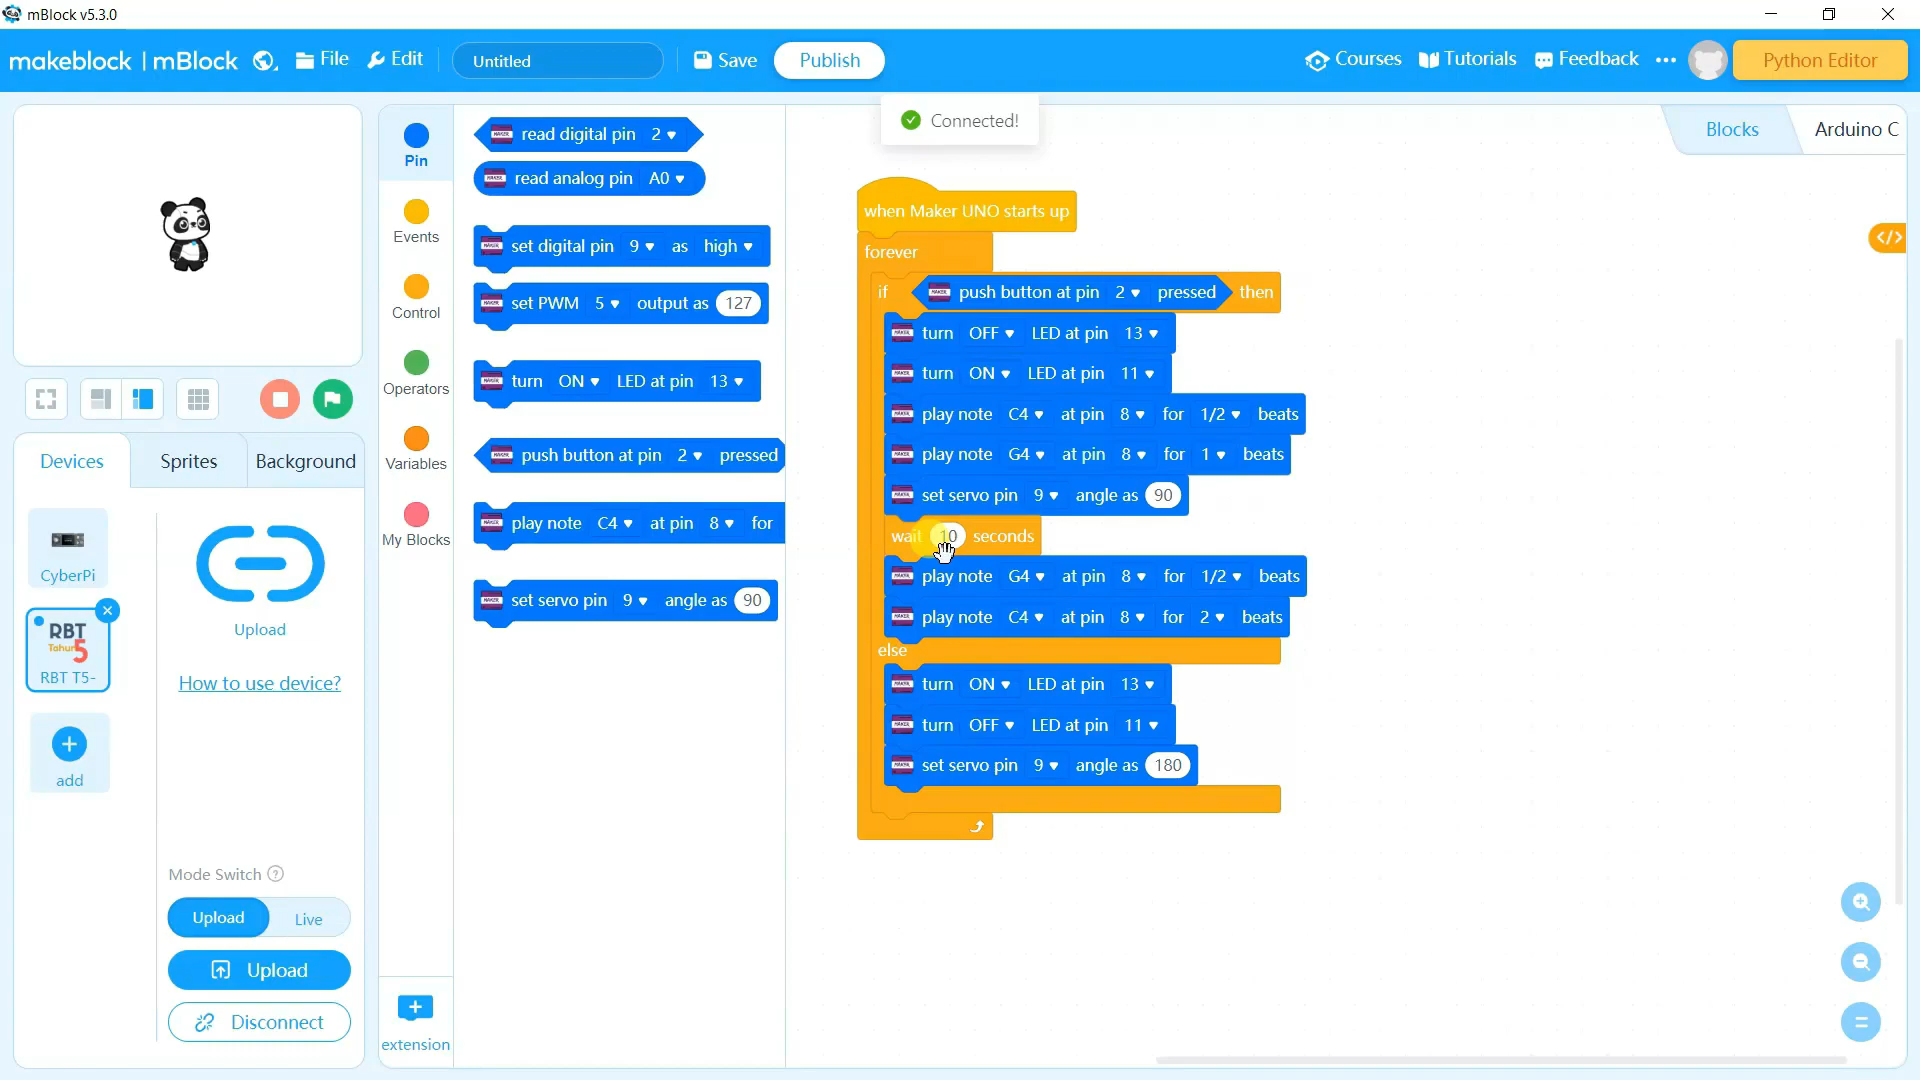 mBlock v5.3.0
makeblock | mBlock File Edit Untitled Save Publish Courses Tutorials Feedback Python Editor
Connected!
Blocks Arduino C
Devices Sprites Background
CyberPi
RBT
Tahun 5
RBT T5-
add
Upload
How to use device?
Mode Switch ?
Upload Live
Upload
Disconnect
Pin
Events
Control
Operators
Variables
My Blocks
extension
read digital pin 2
read analog pin A0
set digital pin 9 as high
set PWM 5 output as 127
turn ON LED at pin 13
push button at pin 2 pressed
play note C4 at pin 8 for
set servo pin 9 angle as 90
when Maker UNO starts up
forever
if push button at pin 2 pressed then
turn OFF LED at pin 13
turn ON LED at pin 11
play note C4 at pin 8 for 1/2 beats
play note G4 at pin 8 for 1 beats
set servo pin 9 angle as 90
wait 10 seconds
play note G4 at pin 8 for 1/2 beats
play note C4 at pin 8 for 2 beats
else
turn ON LED at pin 13
turn OFF LED at pin 11
set servo pin 9 angle as 180